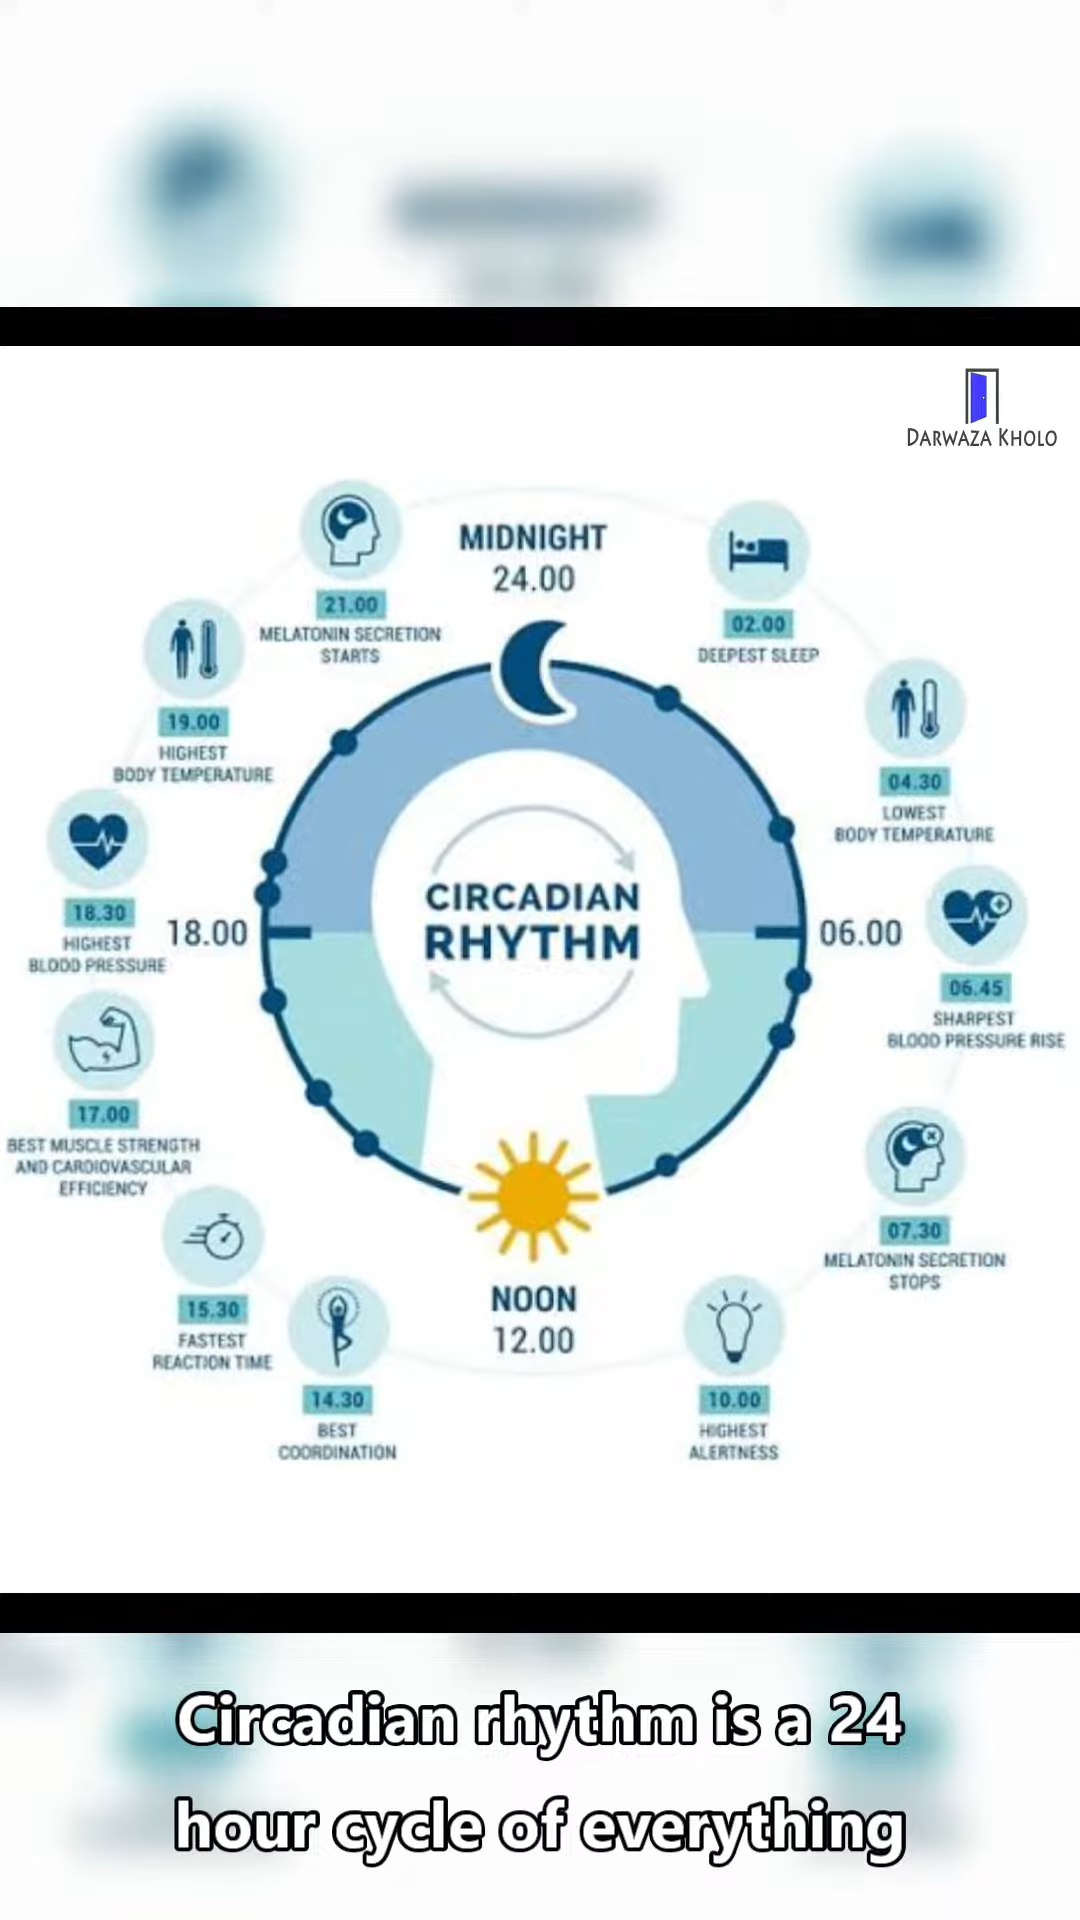 DARWAZA KHOLO
MIDNIGHT
24.00
02.00
DEEPEST SLEEP
04.30
LOWEST
BODY TEMPERATURE
06.00
06.45
SHARPEST
BLOOD PRESSURE RISE
07.30
MELATONIN SECRETION
STOPS
10.00
HIGHEST
ALERTNESS
NOON
12.00
14.30
BEST
COORDINATION
15.30
FASTEST
REACTION TIME
17.00
BEST MUSCLE STRENGTH
AND CARDIOVASCULAR
EFFICIENCY
18.00
18.30
HIGHEST
BLOOD PRESSURE
19.00
HIGHEST
BODY TEMPERATURE
21.00
MELATONIN SECRETION
STARTS
CIRCADIAN
RHYTHM
Circadian rhythm is a 24
hour cycle of everything